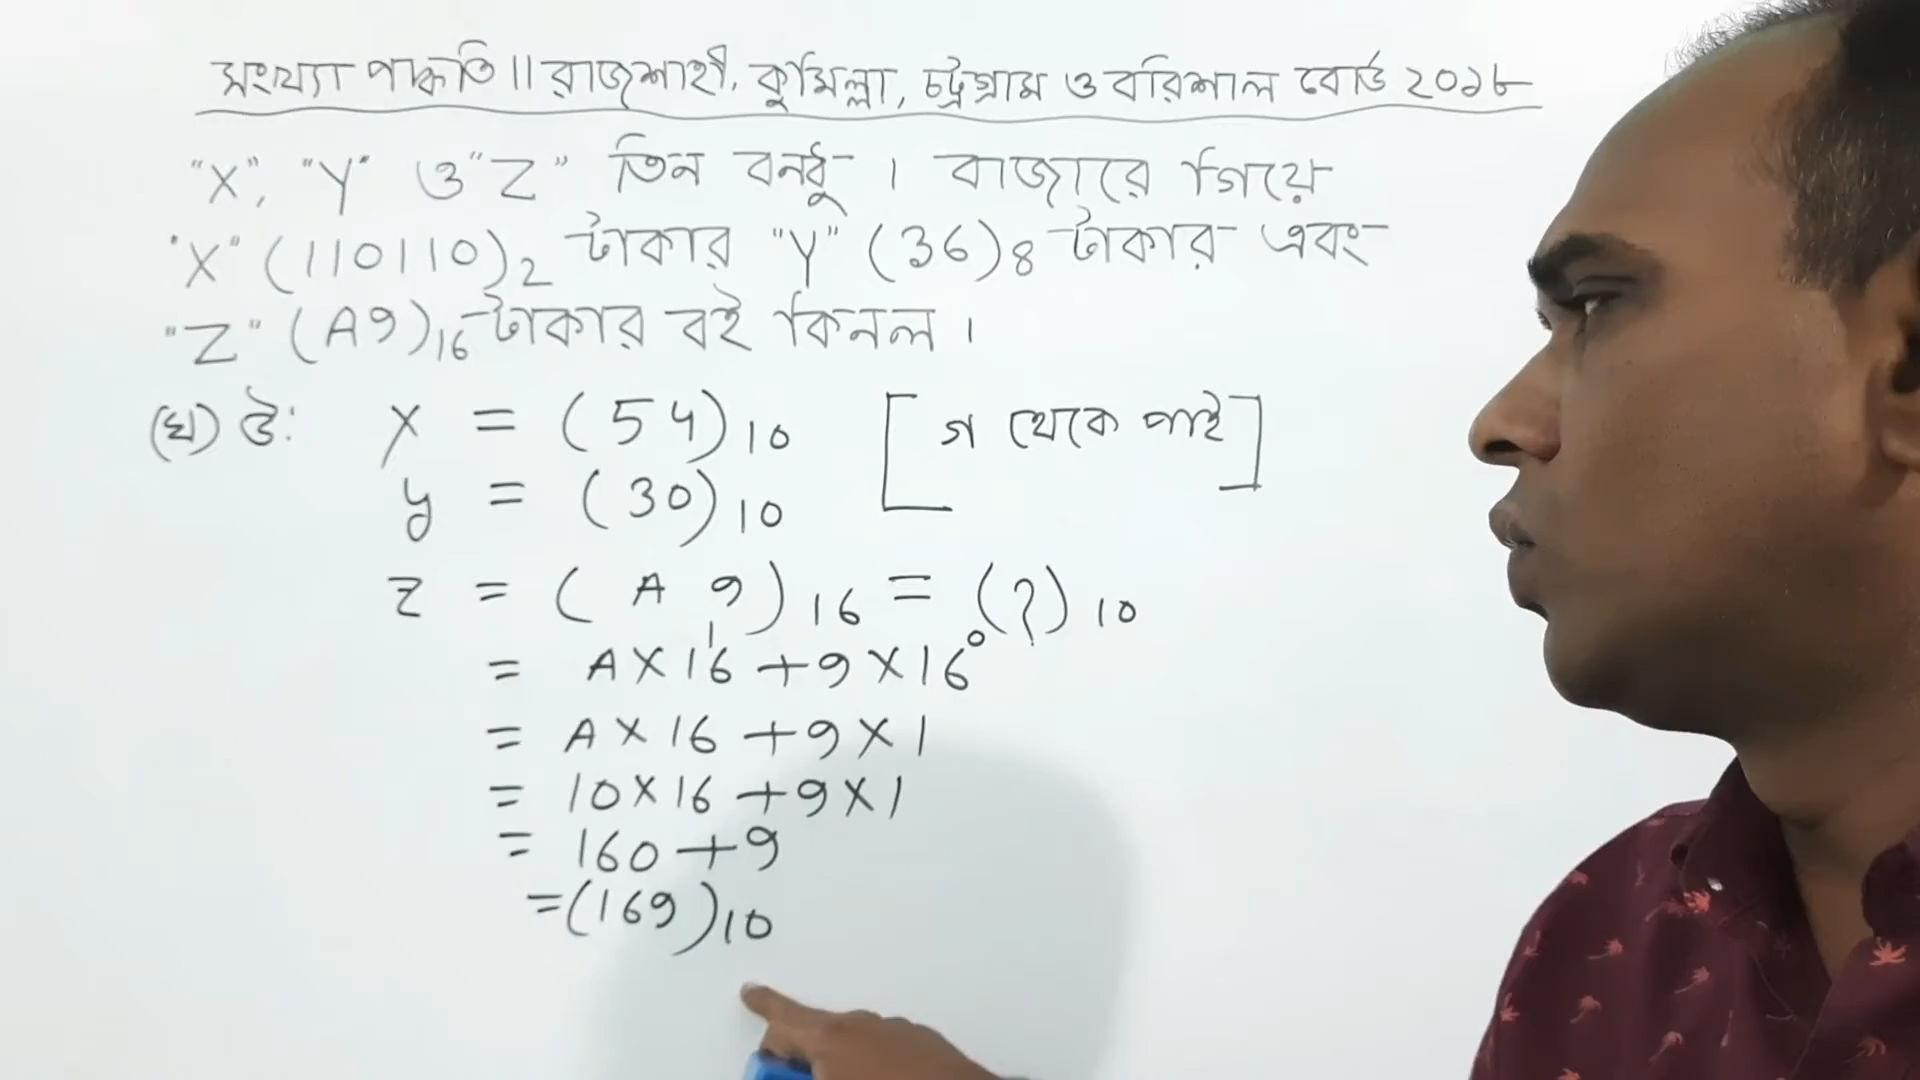 সংখ্যা পদ্ধতি ।। রাজশাহী, কুমিল্লা, চট্রগ্রাম ও বরিশাল বোর্ড ২০১৮
"X", "Y" ও "Z" তিন বন্ধু । বাজারে গিয়ে
"X" (110110)₂ টাকার "Y" (36)₈ টাকার এবং
"Z" (A9)₁₆ টাকার বই কিনল ।
(ঘ) উ: X = (54)₁₀ [গ থেকে পাই]
y = (30)₁₀
z = (A 9)₁₆ = (?)₁₀
= A X 16¹ + 9 X 16⁰
= A X 16 + 9 X 1
= 10 X 16 + 9 X 1
= 160 + 9
= (169)₁₀